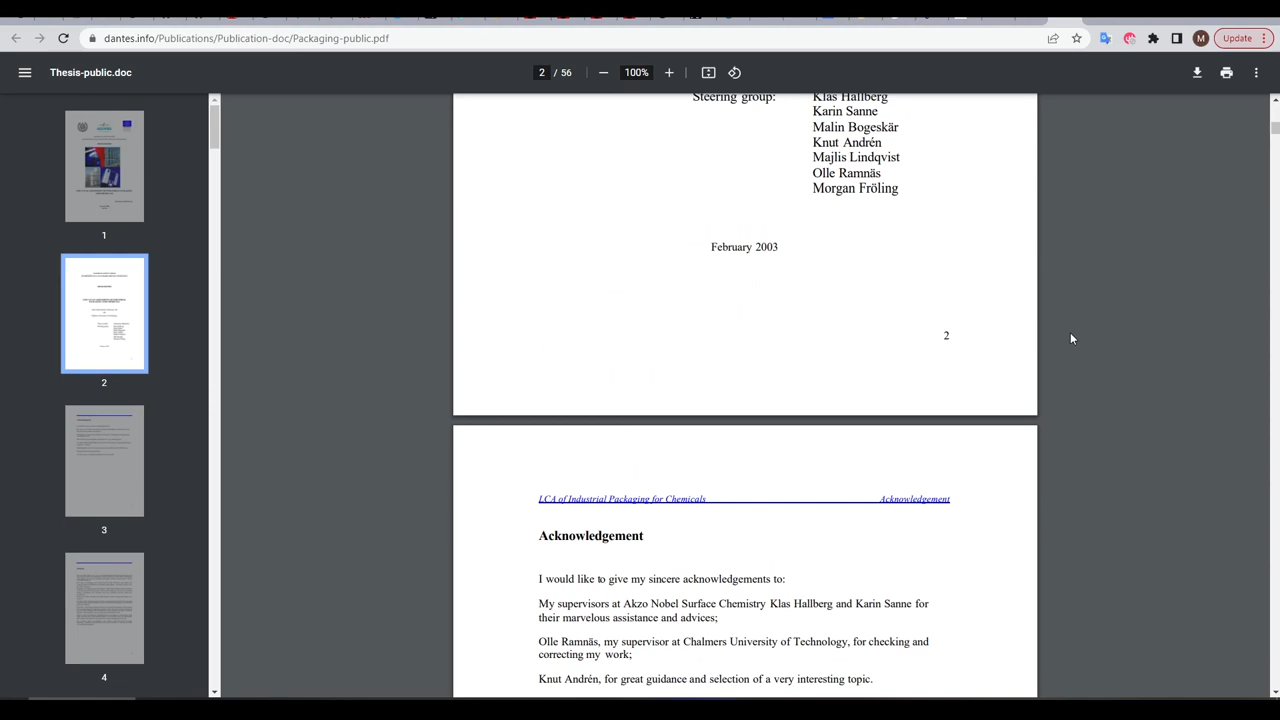 dantes.info/Publications/Publication-doc/Packaging-public.pdf
M
Update
Thesis-public.doc
2 / 56
100%
1
2
3
4
Steering group:
Klas Hallberg
Karin Sanne
Malin Bogeskär
Knut Andrén
Majlis Lindqvist
Olle Ramnäs
Morgan Fröling
February 2003
2
LCA of Industrial Packaging for Chemicals Acknowledgement
Acknowledgement
I would like to give my sincere acknowledgements to:
My supervisors at Akzo Nobel Surface Chemistry Klas Hallberg and Karin Sanne for
their marvelous assistance and advices;
Olle Ramnäs, my supervisor at Chalmers University of Technology, for checking and
correcting my work;
Knut Andrén, for great guidance and selection of a very interesting topic.